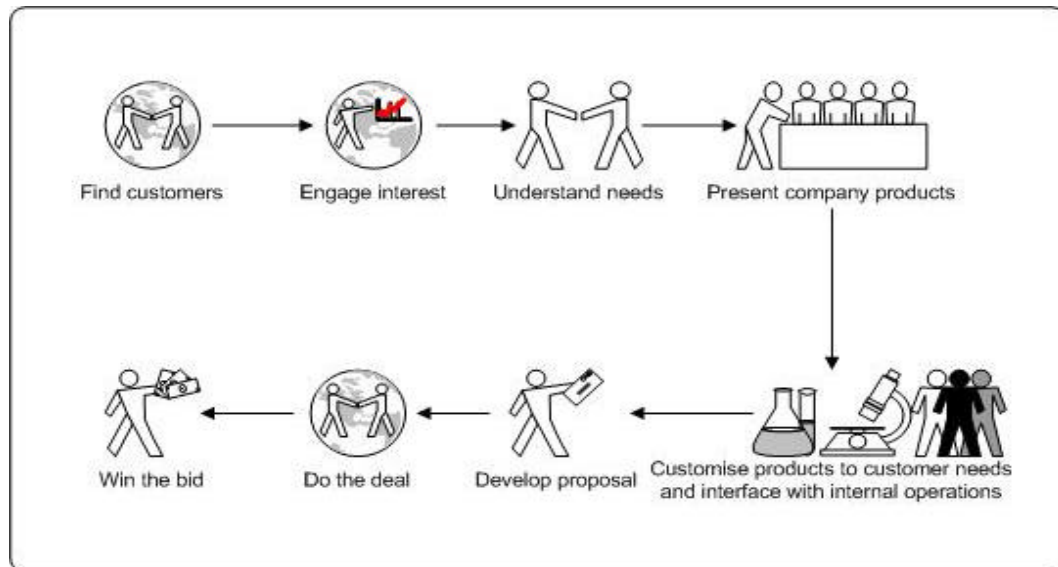 Find customers
Engage interest
Understand needs
Present company products
Customise products to customer needs
and interface with internal operations
Develop proposal
Do the deal
Win the bid